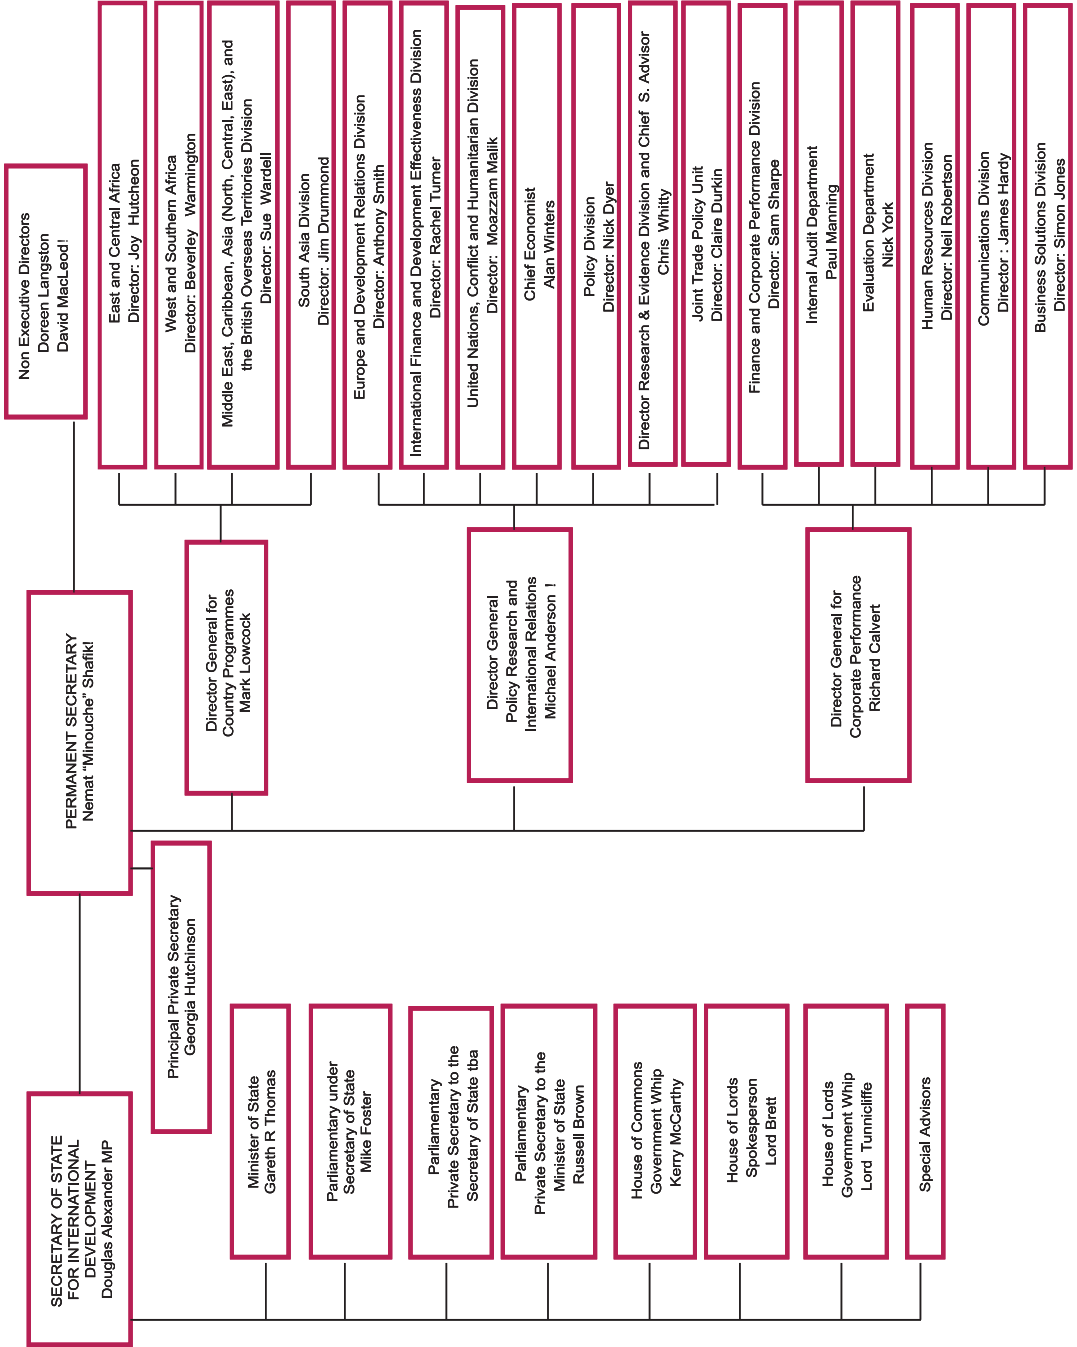 SECRETARY OF STATE
FOR INTERNATIONAL
DEVELOPMENT
Douglas Alexander MP
PERMANENT SECRETARY
Nemat “Minouche” Shafik!
Non Executive Directors
Doreen Langston
David MacLeod!
Principal Private Secretary
Georgia Hutchinson
Minister of State
Gareth R Thomas
Parliamentary under
Secretary of State
Mike Foster
Parliamentary
Private Secretary to the
Secretary of State tba
Parliamentary
Private Secretary to the
Minister of State
Russell Brown
House of Commons
Government Whip
Kerry McCarthy
House of Lords
Spokesperson
Lord Brett
House of Lords
Government Whip
Lord Tunnicliffe
Special Advisors
Director General for
Country Programmes
Mark Lowcock
East and Central Africa
Director: Joy Hutcheon
West and Southern Africa
Director: Beverley Warmington
Middle East, Caribbean, Asia (North, Central, East), and
the British Overseas Territories Division
Director: Sue Wardell
South Asia Division
Director: Jim Drummond
Director General
Policy Research and
International Relations
Michael Anderson !
Europe and Development Relations Division
Director: Anthony Smith
International Finance and Development Effectiveness Division
Director: Rachel Turner
United Nations, Conflict and Humanitarian Division
Director: Moazzam Malik
Chief Economist
Alan Winters
Policy Division
Director: Nick Dyer
Director Research & Evidence Division and Chief S. Advisor
Chris Whitty
Joint Trade Policy Unit
Director: Claire Durkin
Director General for
Corporate Performance
Richard Calvert
Finance and Corporate Performance Division
Director: Sam Sharpe
Internal Audit Department
Paul Manning
Evaluation Department
Nick York
Human Resources Division
Director: Neil Robertson
Communications Division
Director : James Hardy
Business Solutions Division
Director: Simon Jones